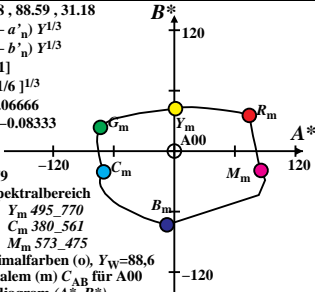 8 , 88.59 , 31.18
B*
– a’n) Y1/3
120
– b’n) Y1/3
1]
1/6 ]1/3
06666
–0.08333
Gm
Ym
Rm
A00
A*
–120
120
9
Cm
Mm
pektralbereich
Ym 495_770
Cm 380_561
Mm 573_475
Bm
imalfarben (o), YW=88,6
–120
alem (m) CAB für A00